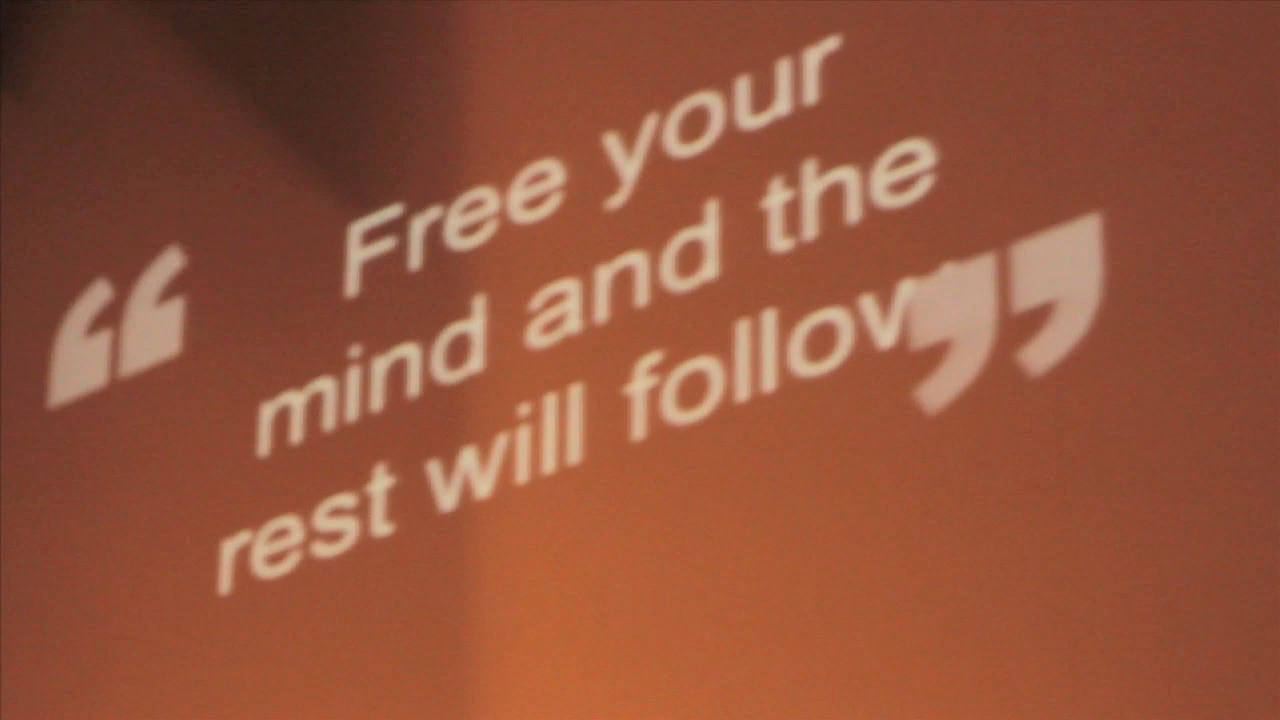 “ Free your
mind and the
rest will follow ”